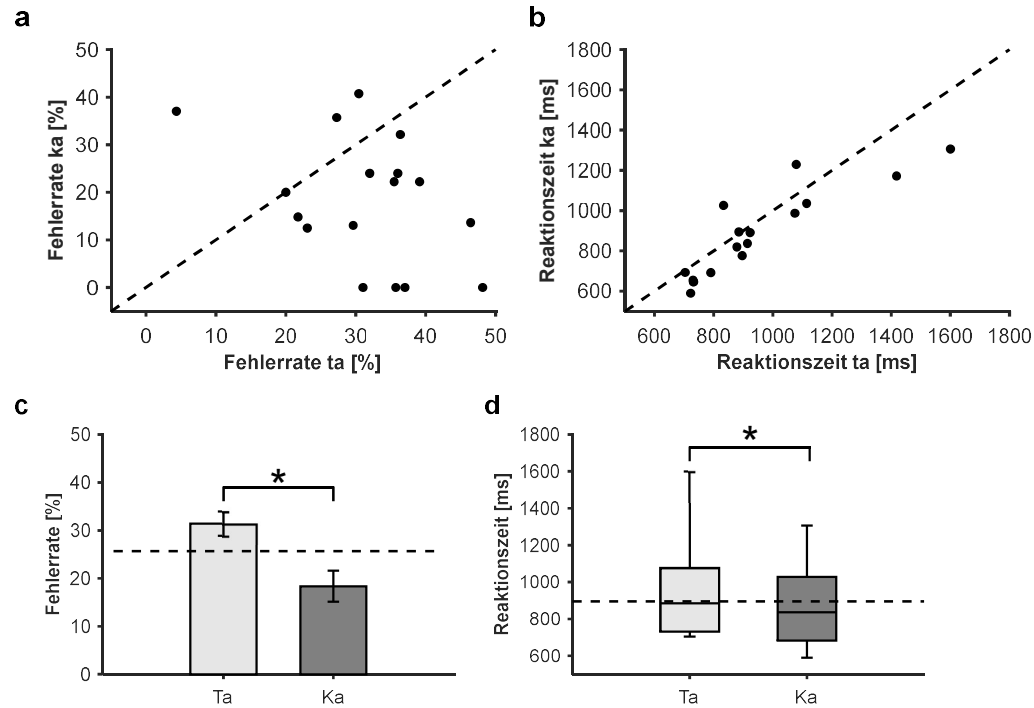 a
50
40
30
20
10
0
Fehlerrate ka [%]
0 10 20 30 40 50
Fehlerrate ta [%]
b
1800
1600
1400
1200
1000
800
600
Reaktionszeit ka [ms]
600 800 1000 1200 1400 1600 1800
Reaktionszeit ta [ms]
c
50
40
30
20
10
0
Fehlerrate [%]
*
Ta Ka
d
1800
1600
1400
1200
1000
800
600
Reaktionszeit [ms]
*
Ta Ka